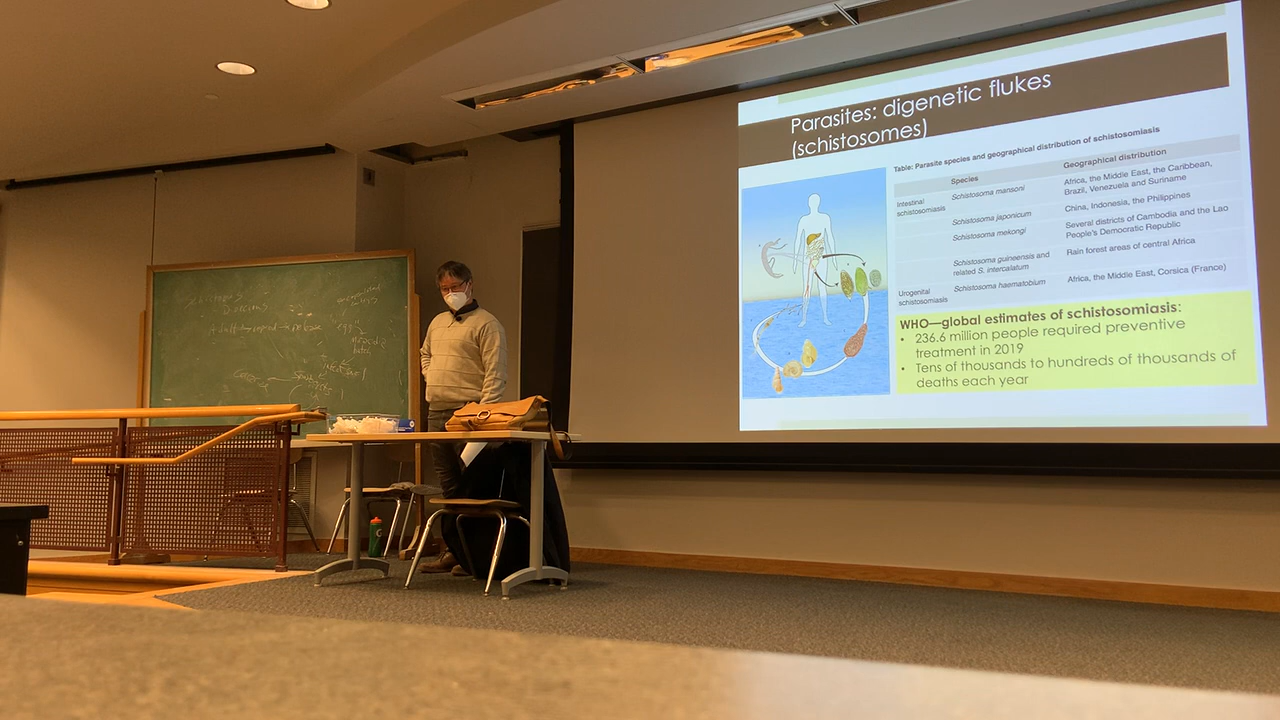 Parasites: digenetic flukes
(schistosomes)
Table: Parasite species and geographical distribution of schistosomiasis
Species Geographical distribution
Intestinal schistosomiasis Schistosoma mansoni Africa, the Middle East, the Caribbean,
Brazil, Venezuela and Suriname
Schistosoma japonicum China, Indonesia, the Philippines
Schistosoma mekongi Several districts of Cambodia and the Lao
People's Democratic Republic
Schistosoma guineensis and
related S. intercalatum Rain forest areas of central Africa
Urogenital
schistosomiasis Schistosoma haematobium Africa, the Middle East, Corsica (France)
WHO—global estimates of schistosomiasis:
• 236.6 million people required preventive
treatment in 2019
• Tens of thousands to hundreds of thousands of
deaths each year
Adult
"egg"